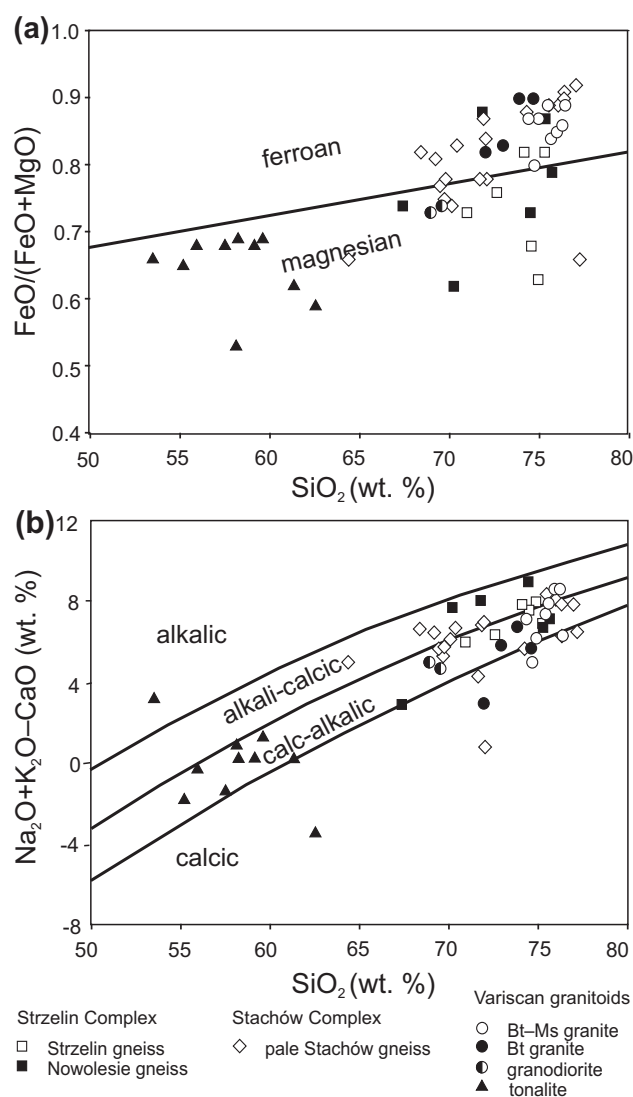 (a)
1.0
0.9
0.8
0.7
0.6
0.5
0.4
FeO/(FeO+MgO)
ferroan
magnesian
50 55 60 65 70 75 80
SiO₂ (wt. %)
(b)
12
8
4
0
-4
-8
Na₂O+K₂O–CaO (wt. %)
alkalic
alkali-calcic
calc-alkalic
calcic
50 55 60 65 70 75 80
SiO₂ (wt. %)
Strzelin Complex
Strzelin gneiss
Nowolesie gneiss
Stachów Complex
pale Stachów gneiss
Variscan granitoids
Bt–Ms granite
Bt granite
granodiorite
tonalite